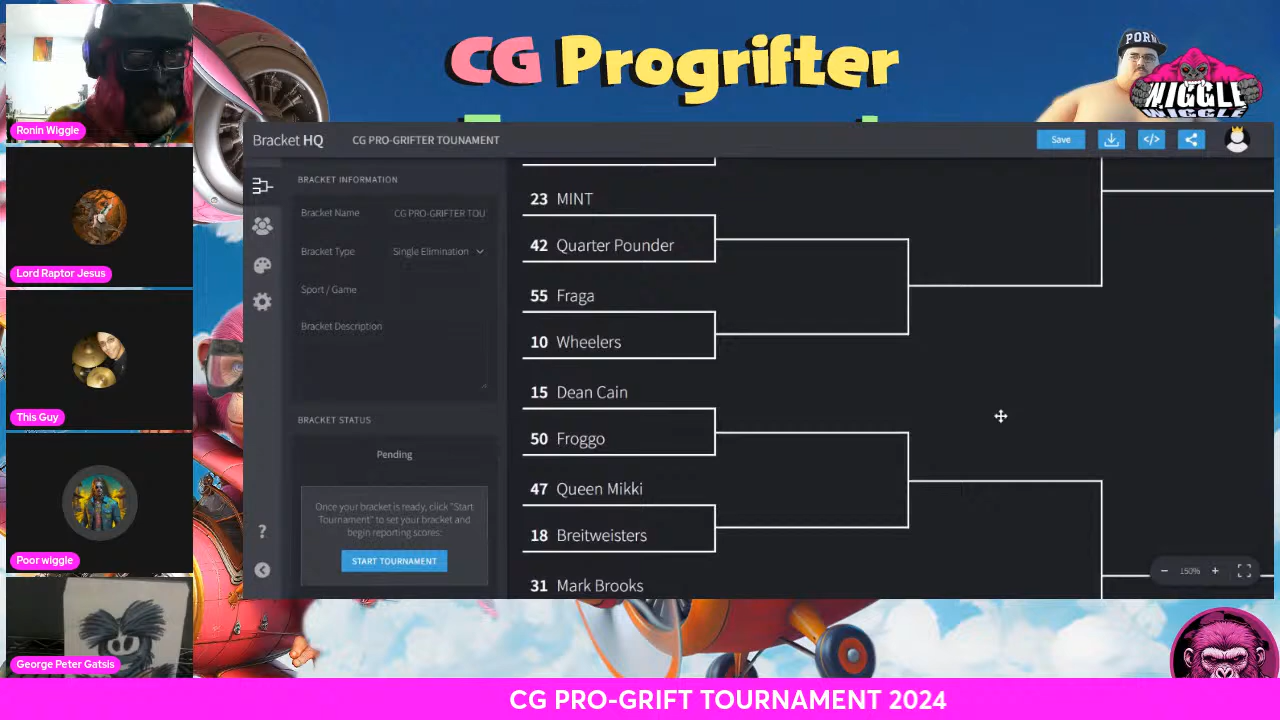 CG Progrifter
PORN
WIGGLE
WIGGLE
Ronin Wiggle
Lord Raptor Jesus
This Guy
Poor wiggle
George Peter Gatsis
Bracket HQ
CG PRO-GRIFTER TOURNAMENT
Save
</>
BRACKET INFORMATION
Bracket Name
CG PRO-GRIFTER TOU
Bracket Type
Single Elimination
Sport / Game
Bracket Description
BRACKET STATUS
Pending
Once your bracket is ready, click "Start
Tournament" to set your bracket and
begin reporting scores:
START TOURNAMENT
?
23 MINT
42 Quarter Pounder
55 Fraga
10 Wheelers
15 Dean Cain
50 Froggo
47 Queen Mikki
18 Breitweisters
31 Mark Brooks
− 150% +
CG PRO-GRIFT TOURNAMENT 2024